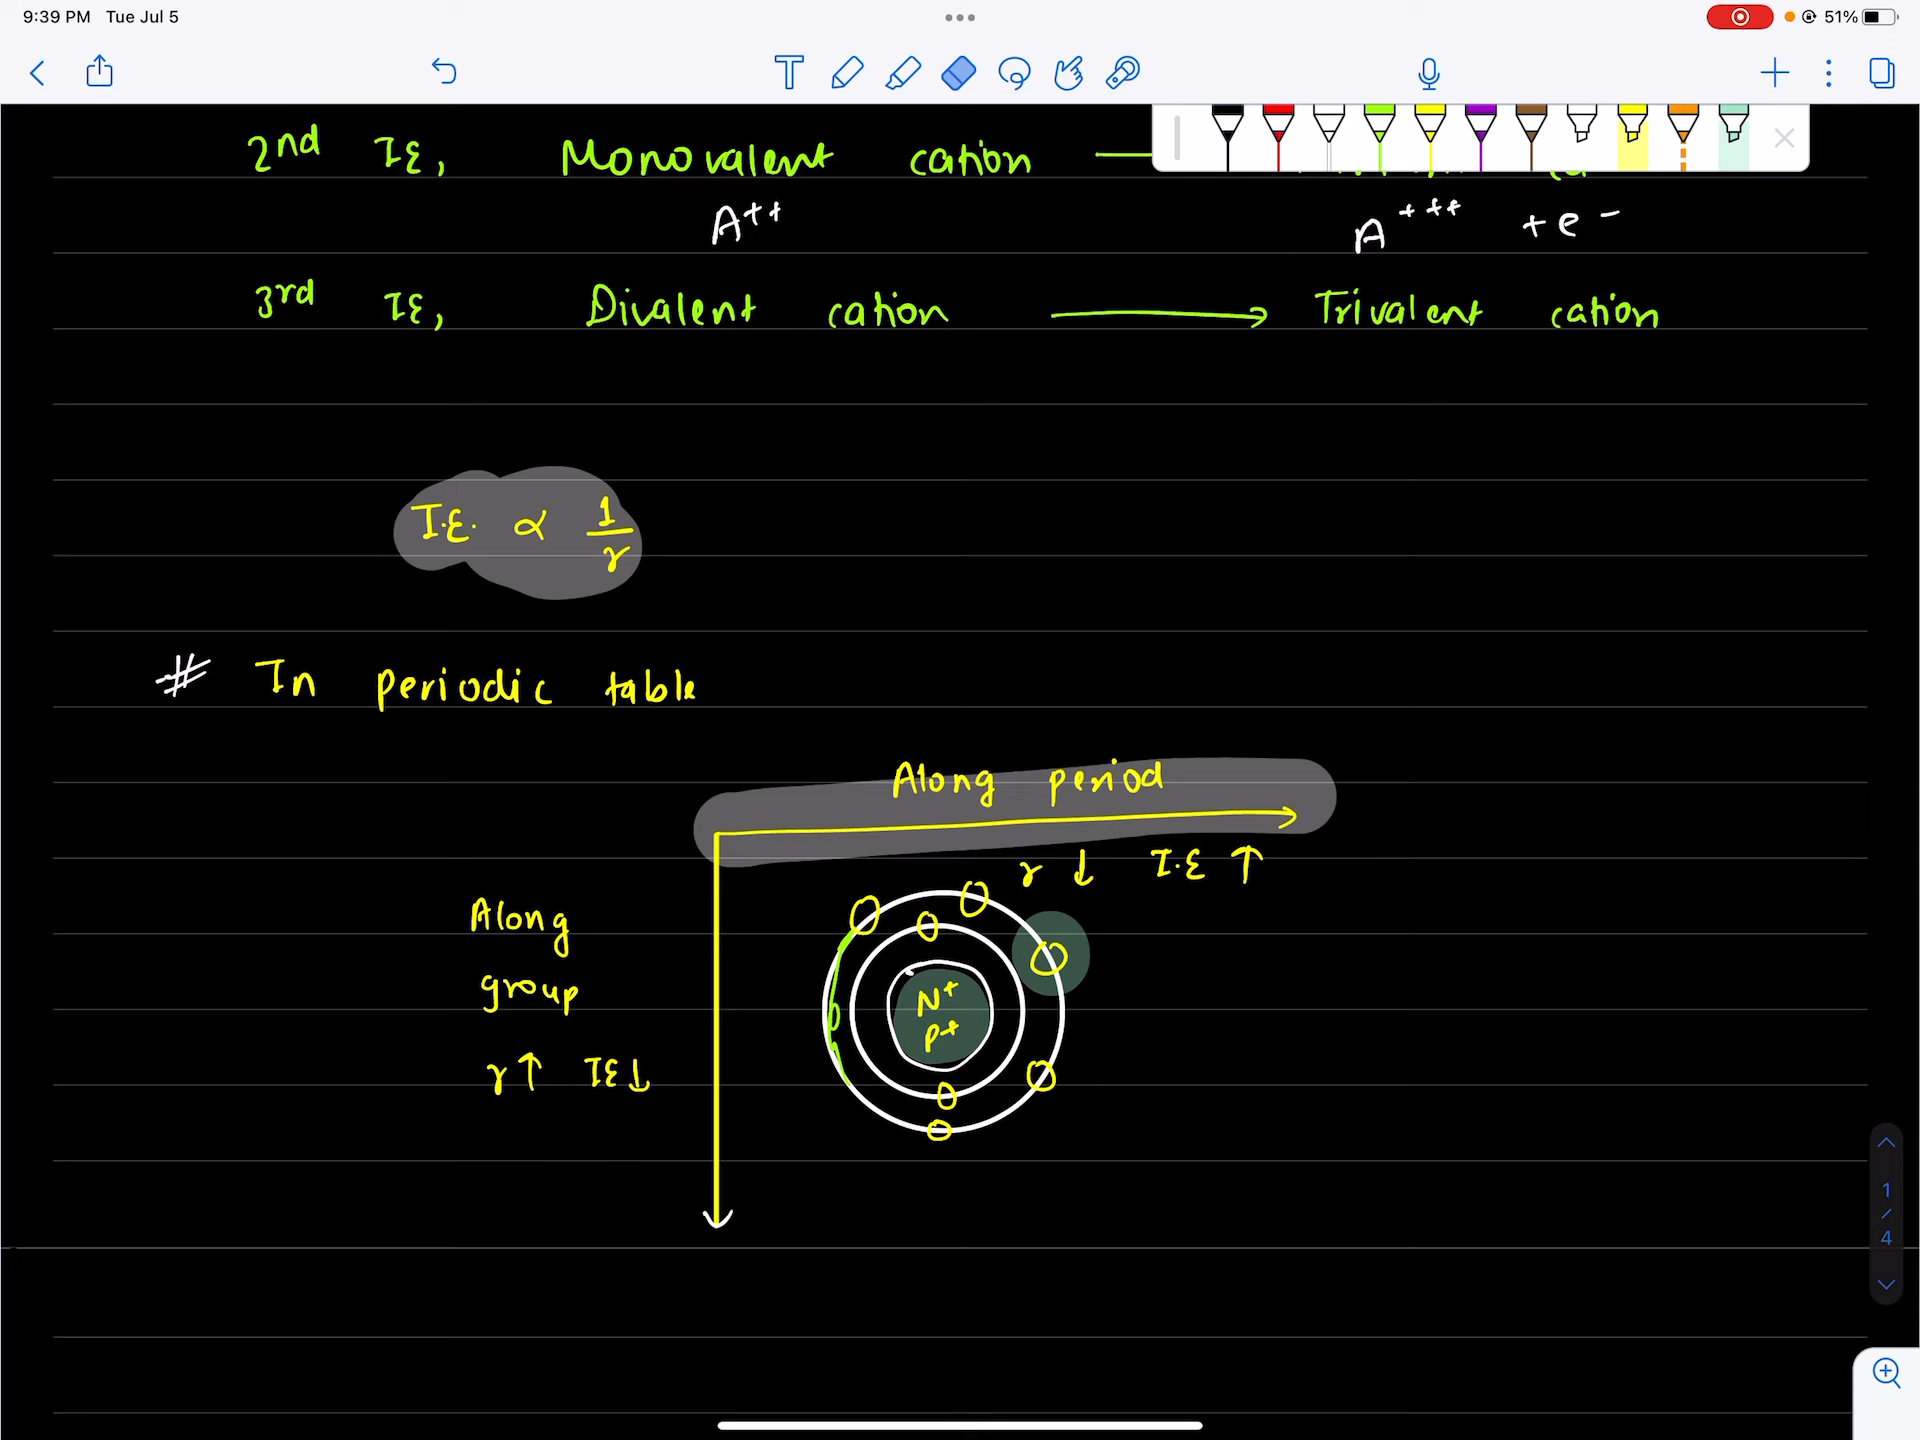 9:39 PM Tue Jul 5
51%
T
2nd IE, Monovalent cation
A++ A+++ + e-
3rd IE, Divalent cation → Trivalent cation
I.E. ∝ 1/r
# In periodic table
Along period
r ↓ I.E ↑
Along
group
r ↑ IE ↓
N+
P+
1
/
4